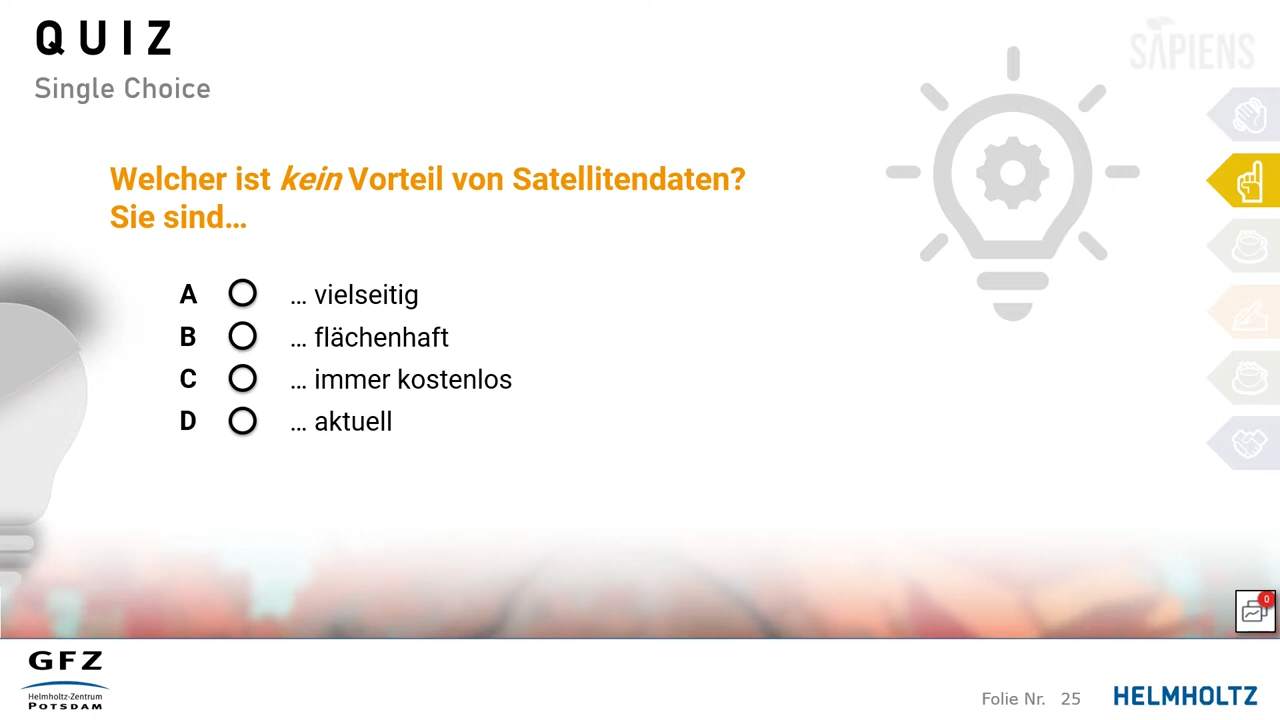 QUIZ
SAPIENS
Single Choice
Welcher ist kein Vorteil von Satellitendaten?
Sie sind…
A … vielseitig
B … flächenhaft
C … immer kostenlos
D … aktuell
0
GFZ
Helmholtz-Zentrum
POTSDAM
Folie Nr. 25
HELMHOLTZ